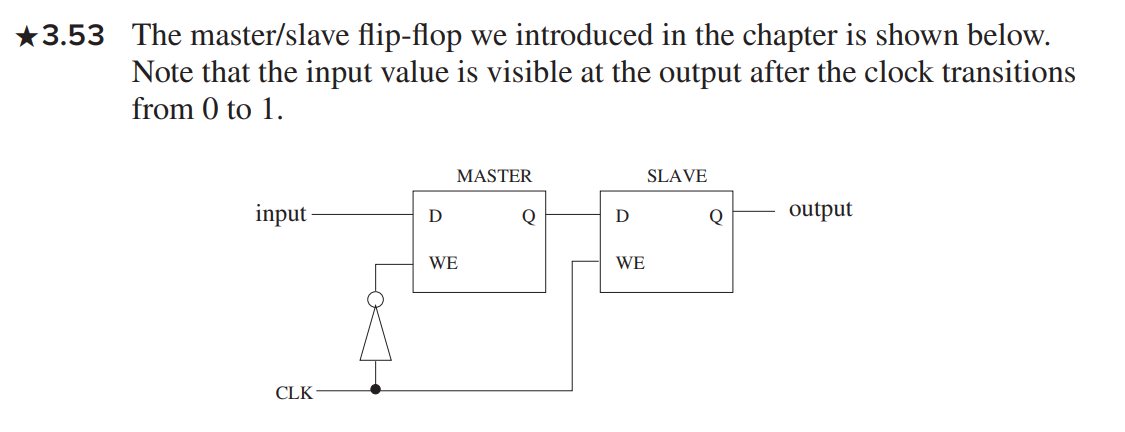 ★3.53 The master/slave flip-flop we introduced in the chapter is shown below.
Note that the input value is visible at the output after the clock transitions
from 0 to 1.
MASTER SLAVE
input D Q D Q output
WE WE
CLK